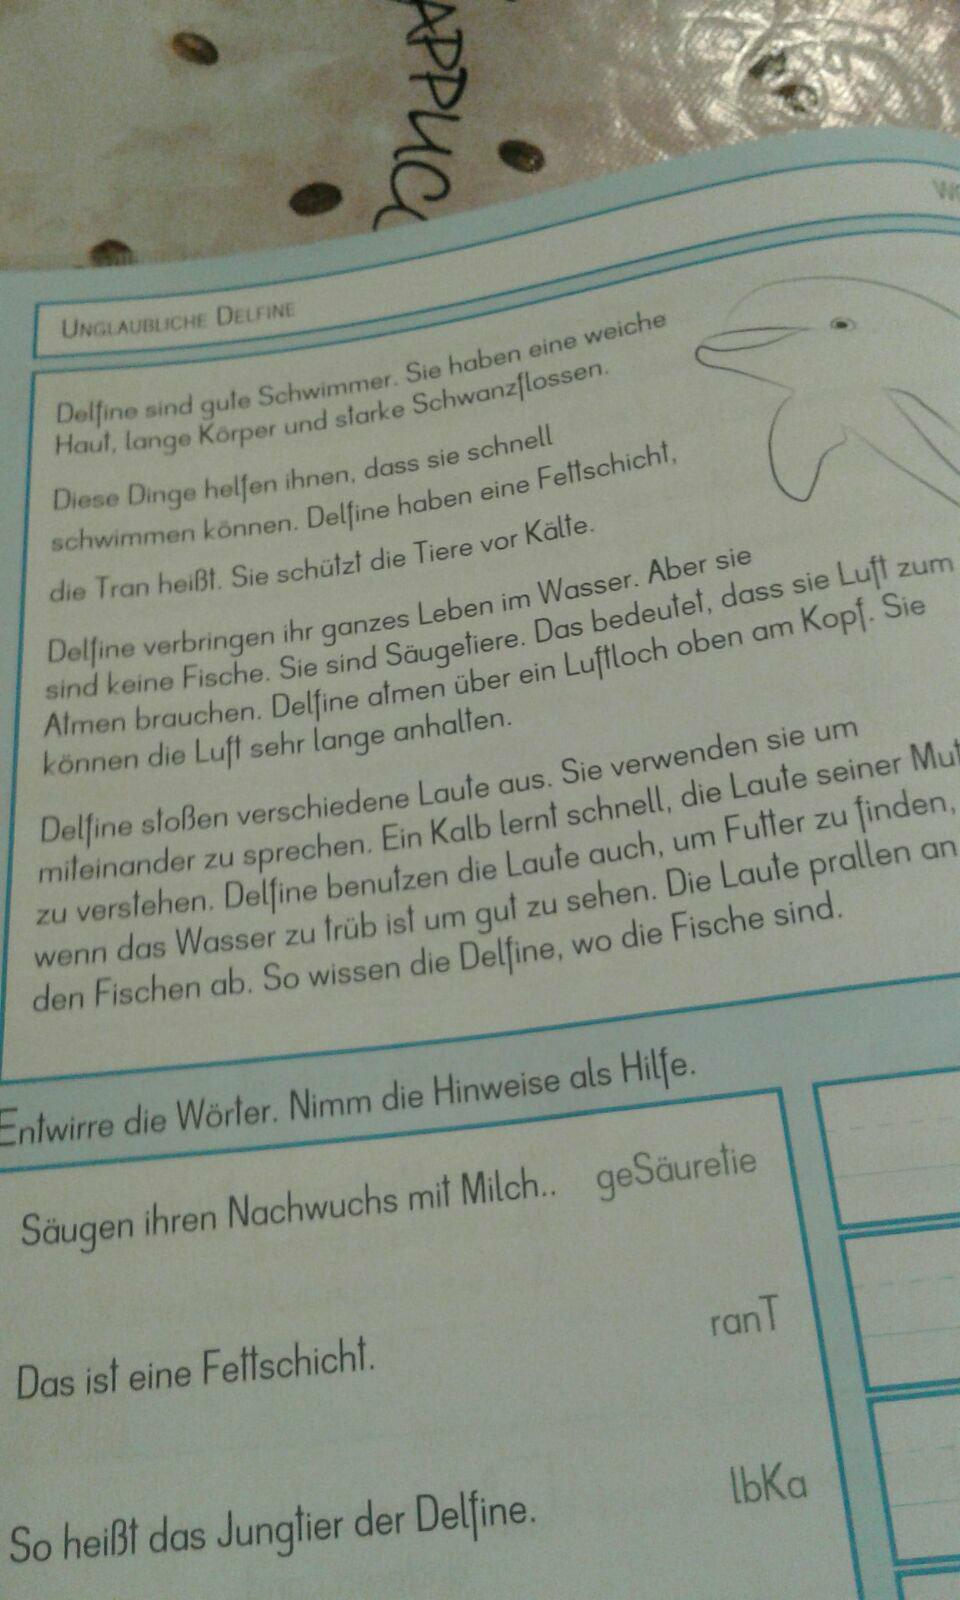 APPUC
UNGLAUBLICHE DELFINE
Delfine sind gute Schwimmer. Sie haben eine weiche
Haut, lange Körper und starke Schwanzflossen.
Diese Dinge helfen ihnen, dass sie schnell
schwimmen können. Delfine haben eine Fettschicht,
die Tran heißt. Sie schützt die Tiere vor Kälte.
Delfine verbringen ihr ganzes Leben im Wasser. Aber sie
sind keine Fische. Sie sind Säugetiere. Das bedeutet, dass sie Luft zum
Atmen brauchen. Delfine atmen über ein Luftloch oben am Kopf. Sie
können die Luft sehr lange anhalten.
Delfine stoßen verschiedene Laute aus. Sie verwenden sie um
miteinander zu sprechen. Ein Kalb lernt schnell, die Laute seiner Mut
zu verstehen. Delfine benutzen die Laute auch, um Futter zu finden,
wenn das Wasser zu trüb ist um gut zu sehen. Die Laute prallen an
den Fischen ab. So wissen die Delfine, wo die Fische sind.
Entwirre die Wörter. Nimm die Hinweise als Hilfe.
Säugen ihren Nachwuchs mit Milch.. geSäuretie
Das ist eine Fettschicht. ranT
So heißt das Jungtier der Delfine. lbKa